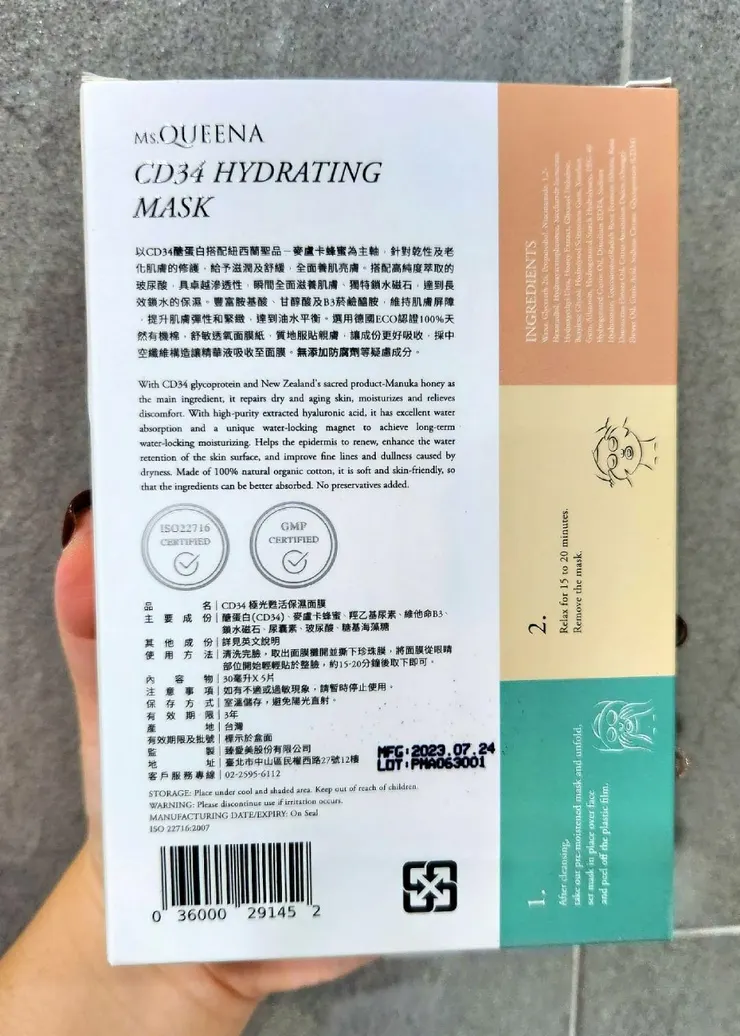 Ms.QUEENA
CD34 HYDRATING
MASK
以CD34醣蛋白搭配紐西蘭聖品－麥盧卡蜂蜜為主軸，針對乾性及老
化肌膚的修護，給予滋潤及舒緩，全面養肌亮膚。搭配高純度萃取的
玻尿酸，具卓越滲透性，瞬間全面滋養肌膚、獨特鎖水磁石，達到長
效鎖水的保濕。豐富胺基酸、甘醇酸及B3菸鹼醯胺，維持肌膚屏障
，提升肌膚彈性和緊緻，達到油水平衡。選用德國ECO認證100%天
然有機棉，舒敏透氣面膜紙，質地服貼親膚，讓成份更好吸收，採中
空纖維構造讓精華液吸收至面膜。無添加防腐劑等疑慮成分。
With CD34 glycoprotein and New Zealand's sacred product-Manuka honey as
the main ingredient, it repairs dry and aging skin, moisturizes and relieves
discomfort. With high-purity extracted hyaluronic acid, it has excellent water
absorption and a unique water-locking magnet to achieve long-term
water-locking moisturizing. Helps the epidermis to renew, enhance the water
retention of the skin surface, and improve fine lines and dullness caused by
dryness. Made of 100% natural organic cotton, it is soft and skin-friendly, so
that the ingredients can be better absorbed. No preservatives added.
ISO22716
CERTIFIED
GMP
CERTIFIED
品名｜CD34 極光甦活保濕面膜
主要成份｜醣蛋白(CD34)、麥盧卡蜂蜜、羥乙基尿素、維他命B3、
鎖水磁石、尿囊素、玻尿酸、糖基海藻糖
其他成份｜詳見英文說明
使用方法｜清洗完臉，取出面膜攤開並撕下珍珠膜，將面膜從眼睛
部位開始輕輕貼於整臉，約15-20分鐘後取下即可。
內容物｜30毫升X 5片
注意事項｜如有不適或過敏現象，請暫時停止使用。
保存方式｜室溫儲存，避免陽光直射。
有效期限｜3年
產地｜台灣
有效期限及批號｜標示於盒面
監製｜臻愛美股份有限公司
地址｜臺北市中山區民權西路27號12樓
客戶服務專線｜02-2595-6112
MFG:2023.07.24
LOT:PMA063001
STORAGE: Place under cool and shaded area. Keep out of reach of children.
WARNING: Please discontinue use if irritation occurs.
MANUFACTURING DATE/EXPIRY: On Seal
ISO 22716:2007
0 36000 29145 2
INGREDIENTS
2.
Relax for 15 to 20 minutes.
Remove the mask.
1.
After cleansing,
take our pre-moistened mask and unfold,
set mask in place over face
and peel off the plastic film.